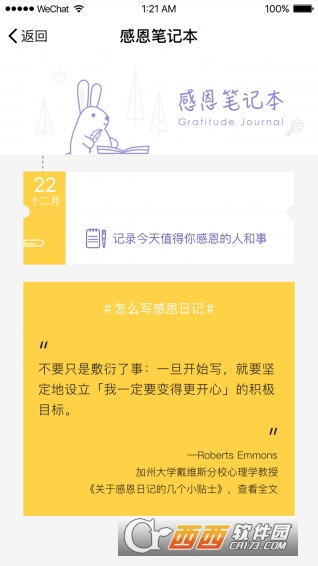 WeChat 1:21 AM 100%
返回 感恩笔记本
感恩笔记本
Gratitude Journal
22
十二月
记录今天值得你感恩的人和事
#怎么写感恩日记#
"
不要只是敷衍了事：一旦开始写，就要坚
定地设立「我一定要变得更开心」的积极
目标。
"
—Roberts Emmons
加州大学戴维斯分校心理学教授
《关于感恩日记的几个小贴士》，查看全文
西西软件园
CR173.COM